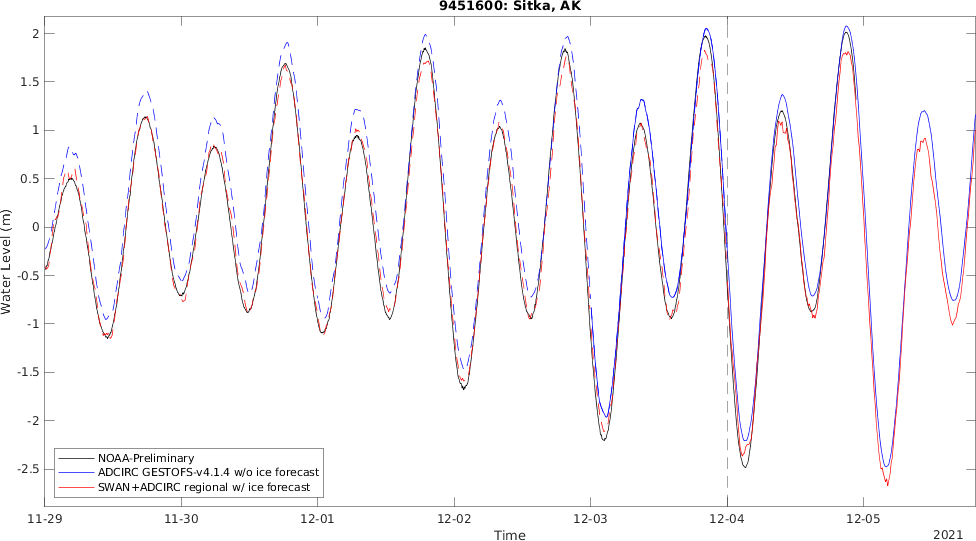 9451600: Sitka, AK
Water Level (m)
2
1.5
1
0.5
0
-0.5
-1
-1.5
-2
-2.5
NOAA-Preliminary
ADCIRC GESTOFS-v4.1.4 w/o ice forecast
SWAN+ADCIRC regional w/ ice forecast
11-29 11-30 12-01 12-02 12-03 12-04 12-05
Time
2021